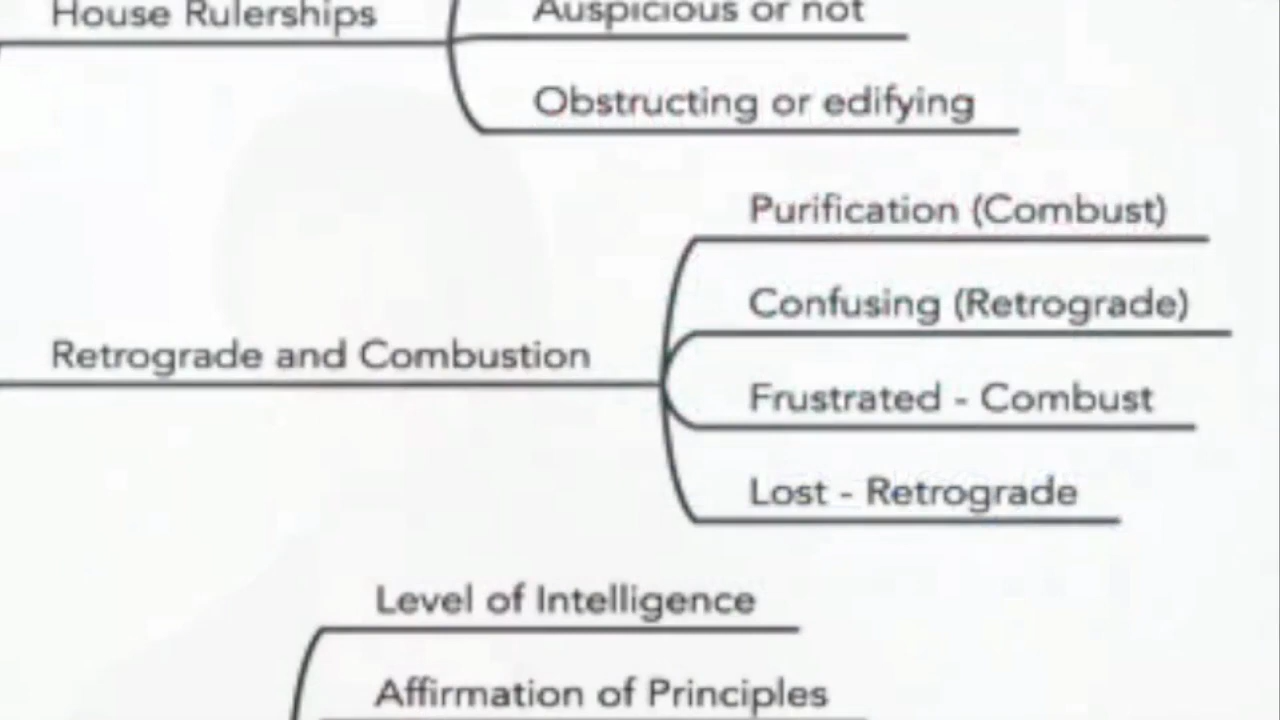 House Rulerships
Auspicious or not
Obstructing or edifying
Retrograde and Combustion
Purification (Combust)
Confusing (Retrograde)
Frustrated - Combust
Lost - Retrograde
Level of Intelligence
Affirmation of Principles